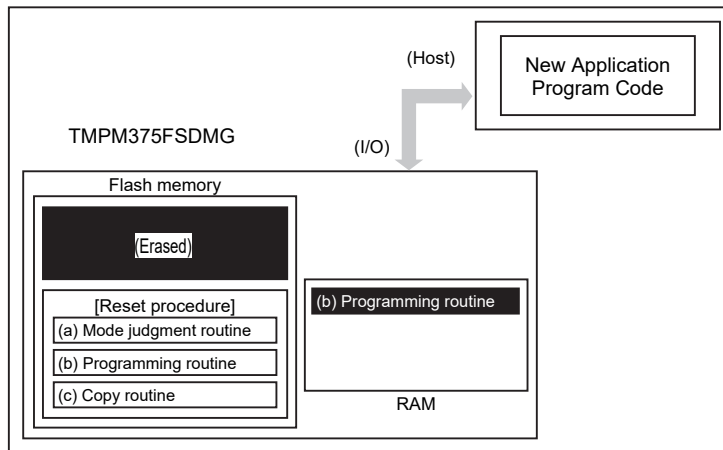 (Host)
New Application
Program Code
TMPM375FSDMG
(I/O)
Flash memory
(Erased)
[Reset procedure]
(a) Mode judgment routine
(b) Programming routine
(c) Copy routine
(b) Programming routine
RAM